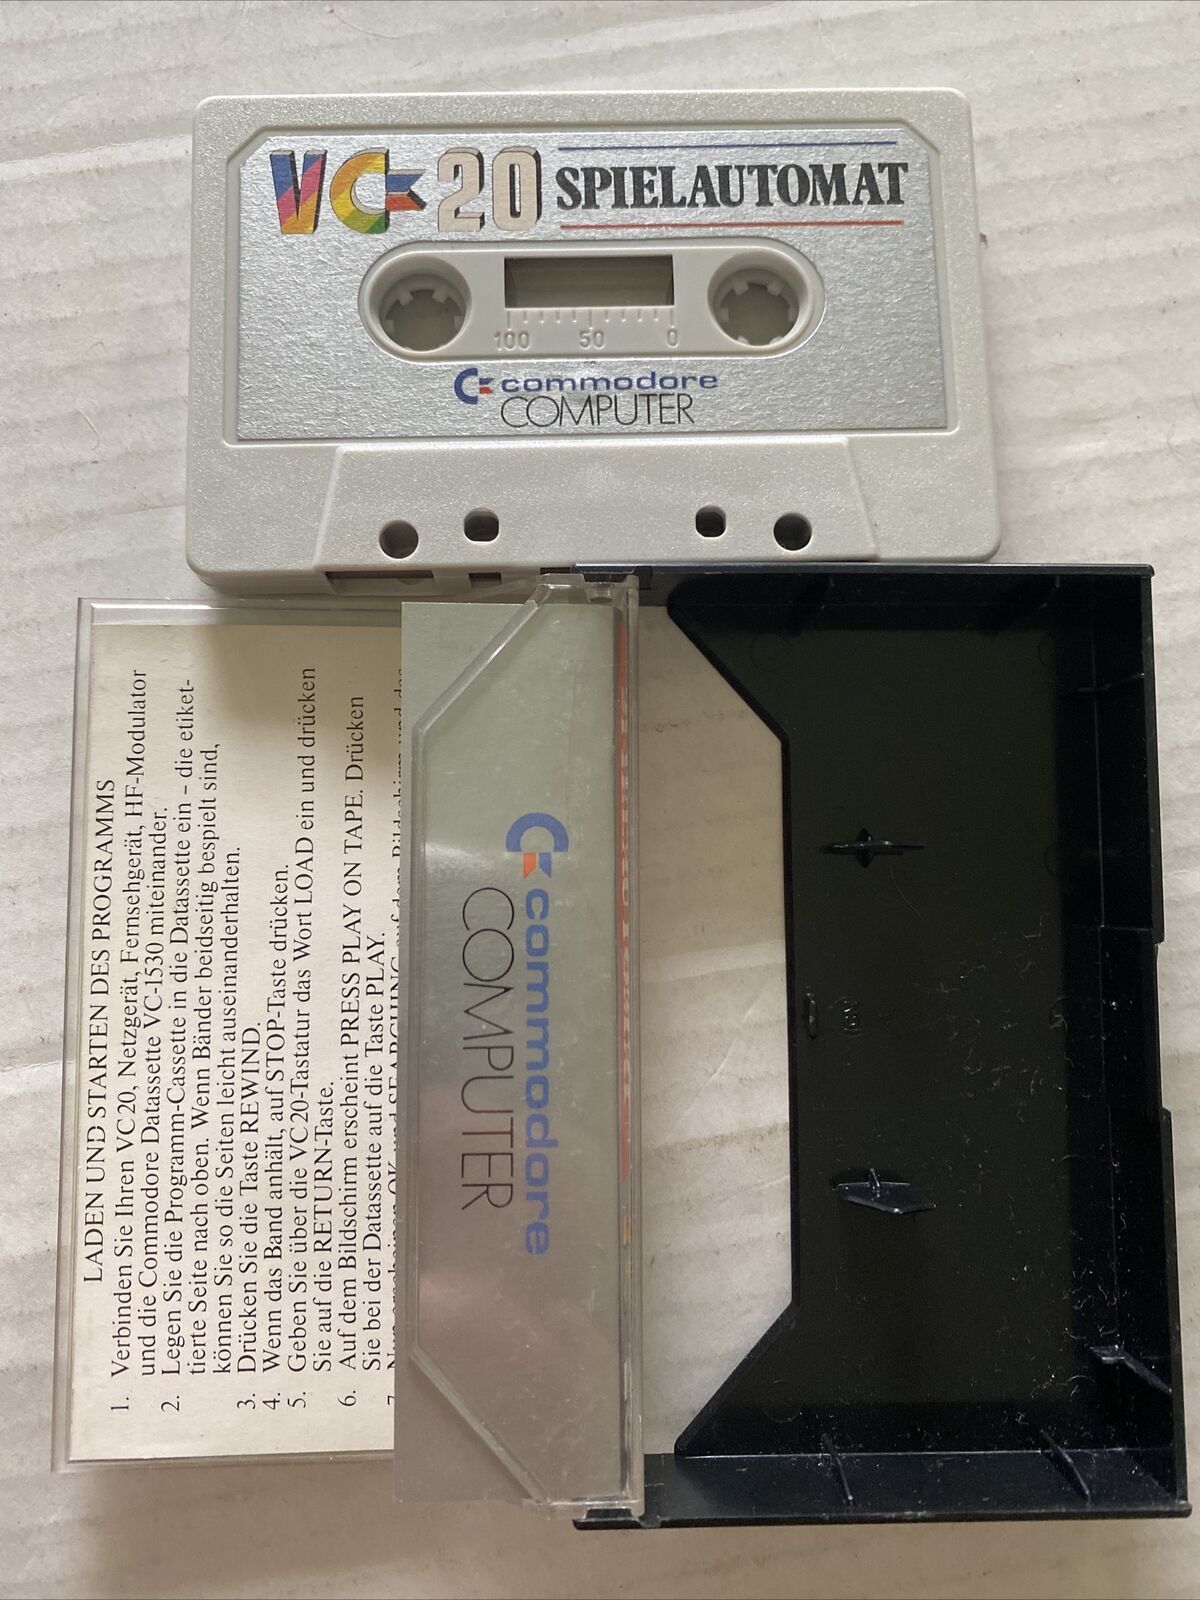 VC-20 SPIELAUTOMAT
100 50 0
commodore
COMPUTER
LADEN UND STARTEN DES PROGRAMMS
1. Verbinden Sie Ihren VC 20, Netzgerät, Fernsehgerät, HF-Modulator
und die Commodore Datassette VC-1530 miteinander.
2. Legen Sie die Programm-Cassette in die Datassette ein – die etiket-
tierte Seite nach oben. Wenn Bänder beidseitig bespielt sind,
können Sie so die Seiten leicht auseinanderhalten.
3. Drücken Sie die Taste REWIND.
4. Wenn das Band anhält, auf STOP-Taste drücken.
5. Geben Sie über die VC 20-Tastatur das Wort LOAD ein und drücken
Sie auf die RETURN-Taste.
6. Auf dem Bildschirm erscheint PRESS PLAY ON TAPE. Drücken
Sie bei der Datassette auf die Taste PLAY.
commodore
COMPUTER